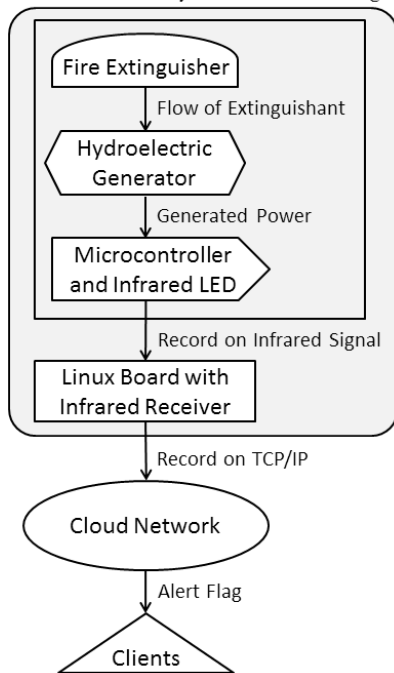 Fire Extinguisher
Flow of Extinguishant
Hydroelectric
Generator
Generated Power
Microcontroller
and Infrared LED
Record on Infrared Signal
Linux Board with
Infrared Receiver
Record on TCP/IP
Cloud Network
Alert Flag
Clients